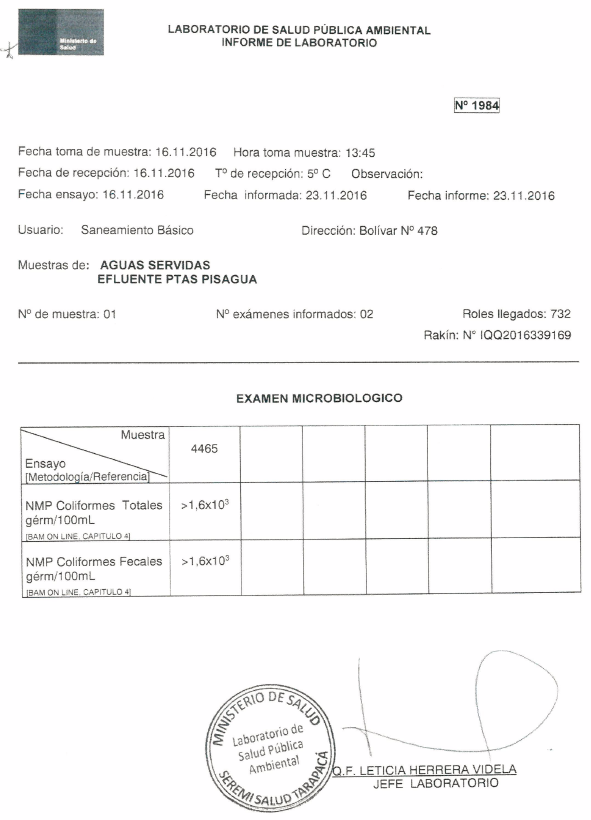 Ministerio de
Salud
LABORATORIO DE SALUD PÚBLICA AMBIENTAL
INFORME DE LABORATORIO
Nº 1984
Fecha toma de muestra: 16.11.2016 Hora toma muestra: 13:45
Fecha de recepción: 16.11.2016 Tº de recepción: 5º C Observación:
Fecha ensayo: 16.11.2016 Fecha informada: 23.11.2016 Fecha informe: 23.11.2016
Usuario: Saneamiento Básico Dirección: Bolívar Nº 478
Muestras de: AGUAS SERVIDAS
EFLUENTE PTAS PISAGUA
Nº de muestra: 01 Nº exámenes informados: 02 Roles llegados: 732
Rakín: N° IQQ2016339169
EXAMEN MICROBIOLOGICO
Muestra
4465
Ensayo
[Metodología/Referencia]
NMP Coliformes Totales >1,6x10³
gérm/100mL
[BAM ON LINE. CAPITULO 4]
NMP Coliformes Fecales >1,6x10³
gérm/100mL
[BAM ON LINE. CAPITULO 4]
MINISTERIO DE SALUD
Laboratorio de
Salud Pública
Ambiental
SEREMI SALUD TARAPACÁ
Q.F. LETICIA HERRERA VIDELA
JEFE LABORATORIO